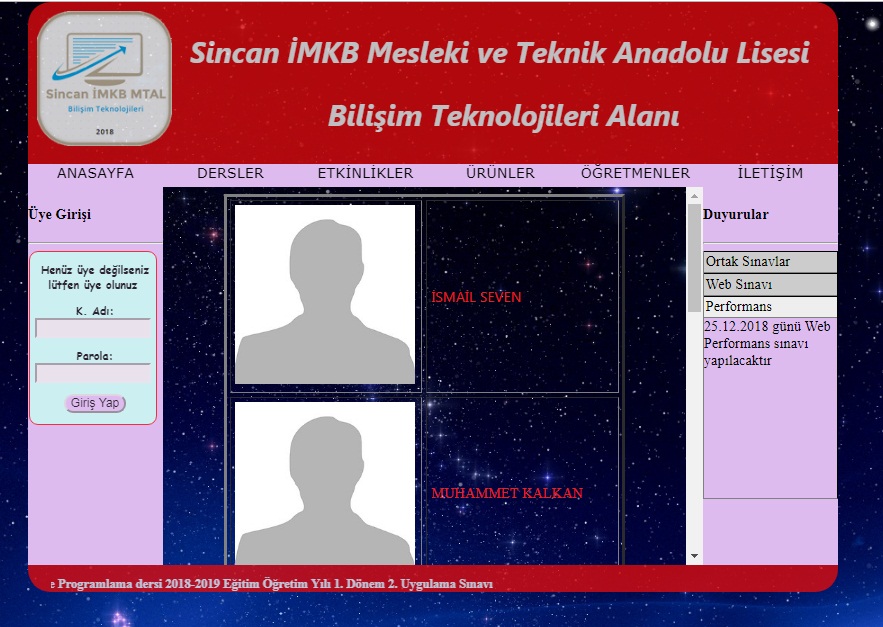 Sincan İMKB MTAL
Bilişim Teknolojileri
2018
Sincan İMKB Mesleki ve Teknik Anadolu Lisesi
Bilişim Teknolojileri Alanı
ANASAYFA DERSLER ETKİNLİKLER ÜRÜNLER ÖĞRETMENLER İLETİŞİM
Üye Girişi
Henüz üye değilseniz
lütfen üye olunuz
K. Adı:
Parola:
Giriş Yap
İSMAİL SEVEN
MUHAMMET KALKAN
Duyurular
Ortak Sınavlar
Web Sınavı
Performans
25.12.2018 günü Web
Performans sınavı
yapılacaktır
e Programlama dersi 2018-2019 Eğitim Öğretim Yılı 1. Dönem 2. Uygulama Sınavı